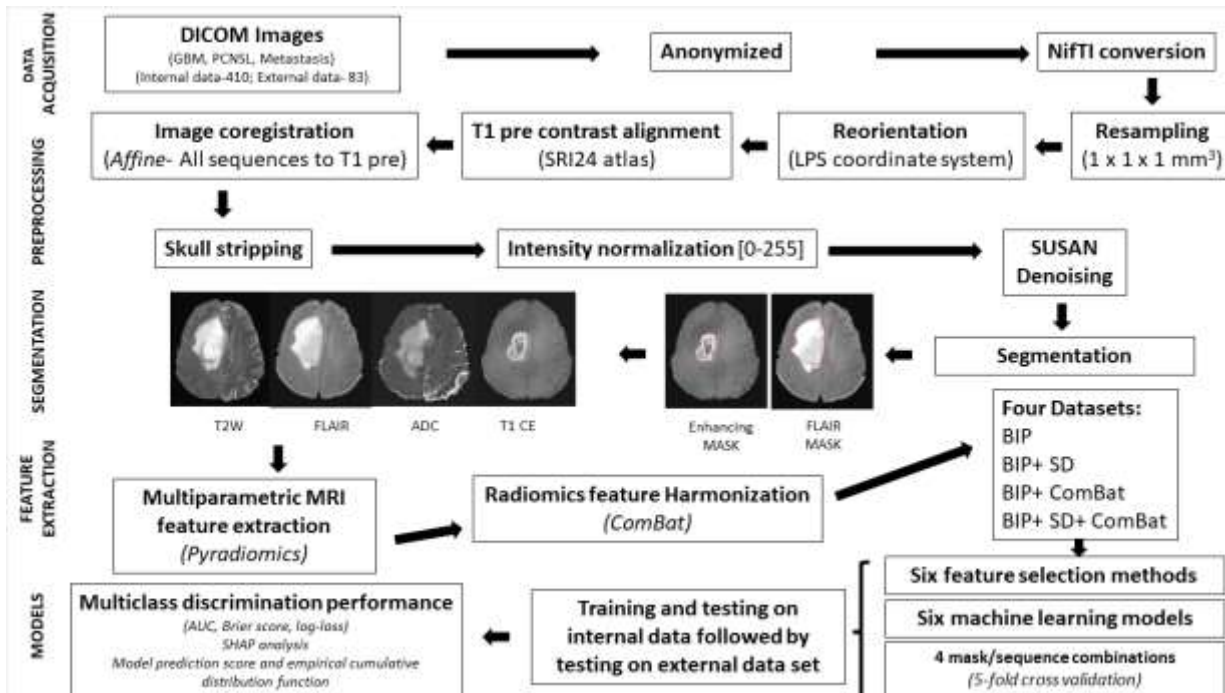 DATA
ACQUISITION
DICOM Images
(GBM, PCNSL, Metastasis)
(Internal data-410; External data- 83)
Anonymized
NifTI conversion
PREPROCESSING
Resampling
(1 x 1 x 1 mm³)
Reorientation
(LPS coordinate system)
T1 pre contrast alignment
(SRI24 atlas)
Image coregistration
(Affine- All sequences to T1 pre)
Skull stripping
Intensity normalization [0-255]
SUSAN
Denoising
SEGMENTATION
Segmentation
FLAIR
MASK
Enhancing
MASK
T2W
FLAIR
ADC
T1 CE
FEATURE
EXTRACTION
Multiparametric MRI
feature extraction
(Pyradiomics)
Radiomics feature Harmonization
(ComBat)
Four Datasets:
BIP
BIP+ SD
BIP+ ComBat
BIP+ SD+ ComBat
MODELS
Six feature selection methods
Six machine learning models
4 mask/sequence combinations
(5-fold cross validation)
Training and testing on
internal data followed by
testing on external data set
Multiclass discrimination performance
(AUC, Brier score, log-loss)
SHAP analysis
Model prediction score and empirical cumulative
distribution function